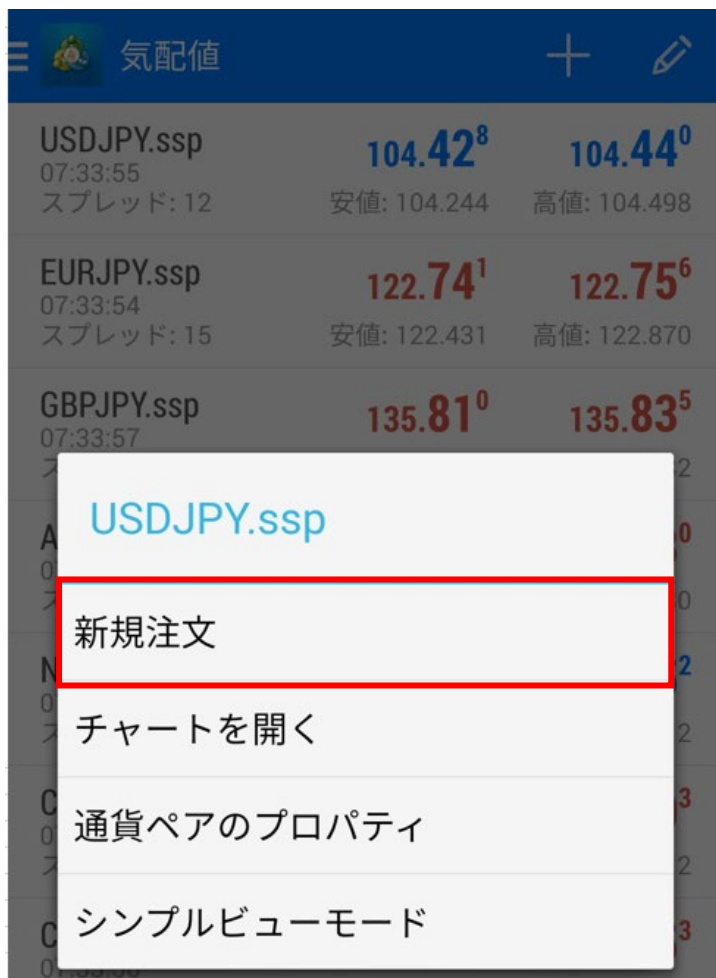 気配値
USDJPY.ssp 104.42⁸ 104.44⁰
07:33:55
スプレッド: 12 安値: 104.244 高値: 104.498
EURJPY.ssp 122.74¹ 122.75⁶
07:33:54
スプレッド: 15 安値: 122.431 高値: 122.870
GBPJPY.ssp 135.81⁰ 135.83⁵
07:33:57
USDJPY.ssp
新規注文
チャートを開く
通貨ペアのプロパティ
シンプルビューモード